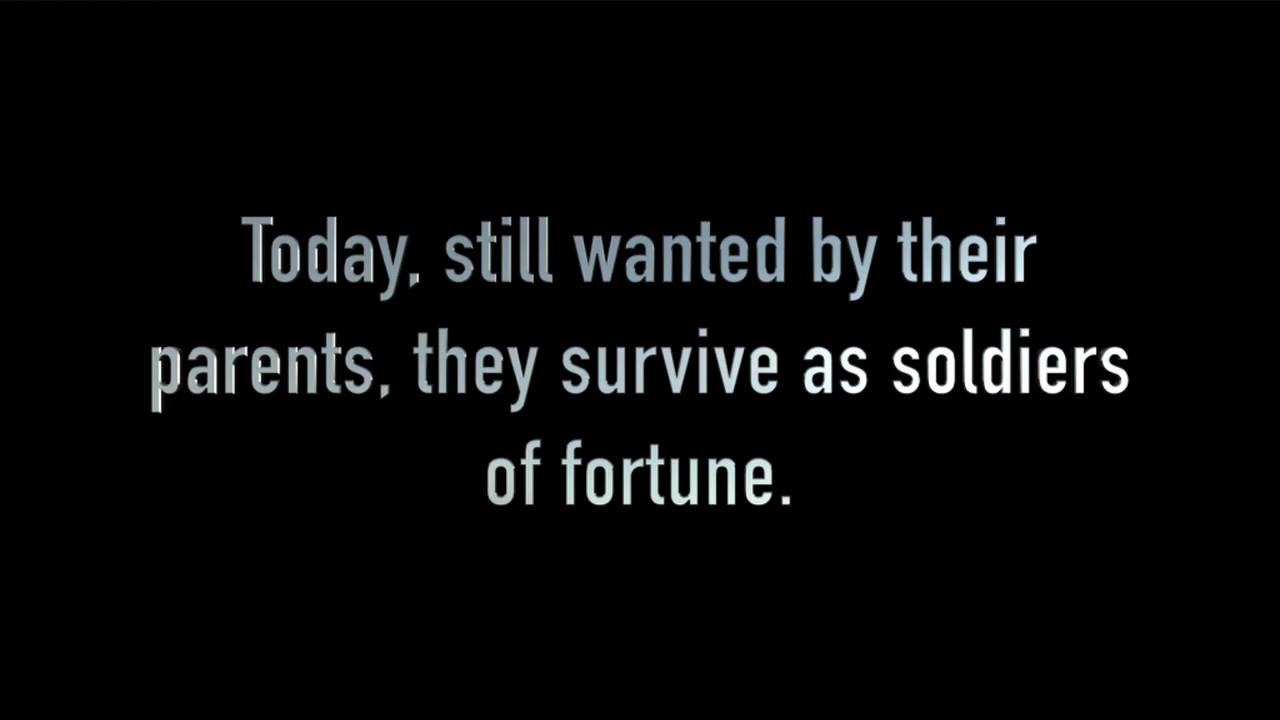 Today, still wanted by their
parents, they survive as soldiers
of fortune.